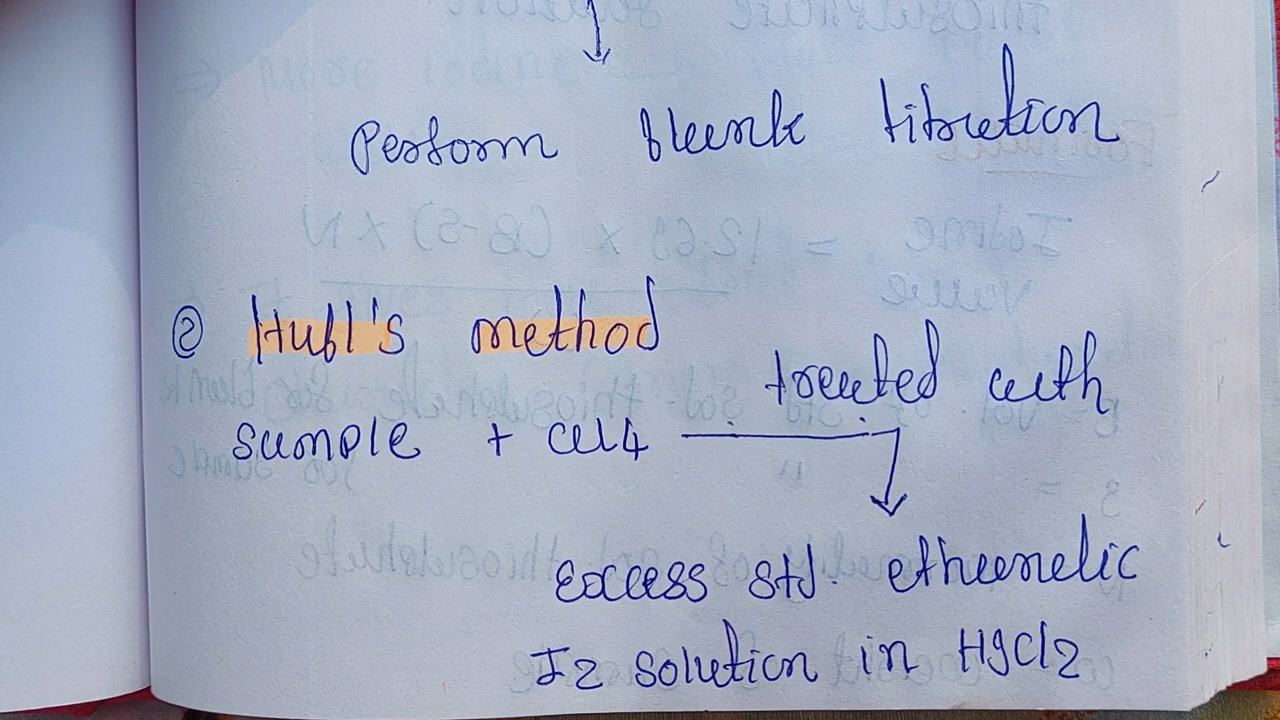 Perform blank titration
② Hubl's method
treated with
sample + CCl4
Excess std. ethanolic
I2 solution in HgCl2